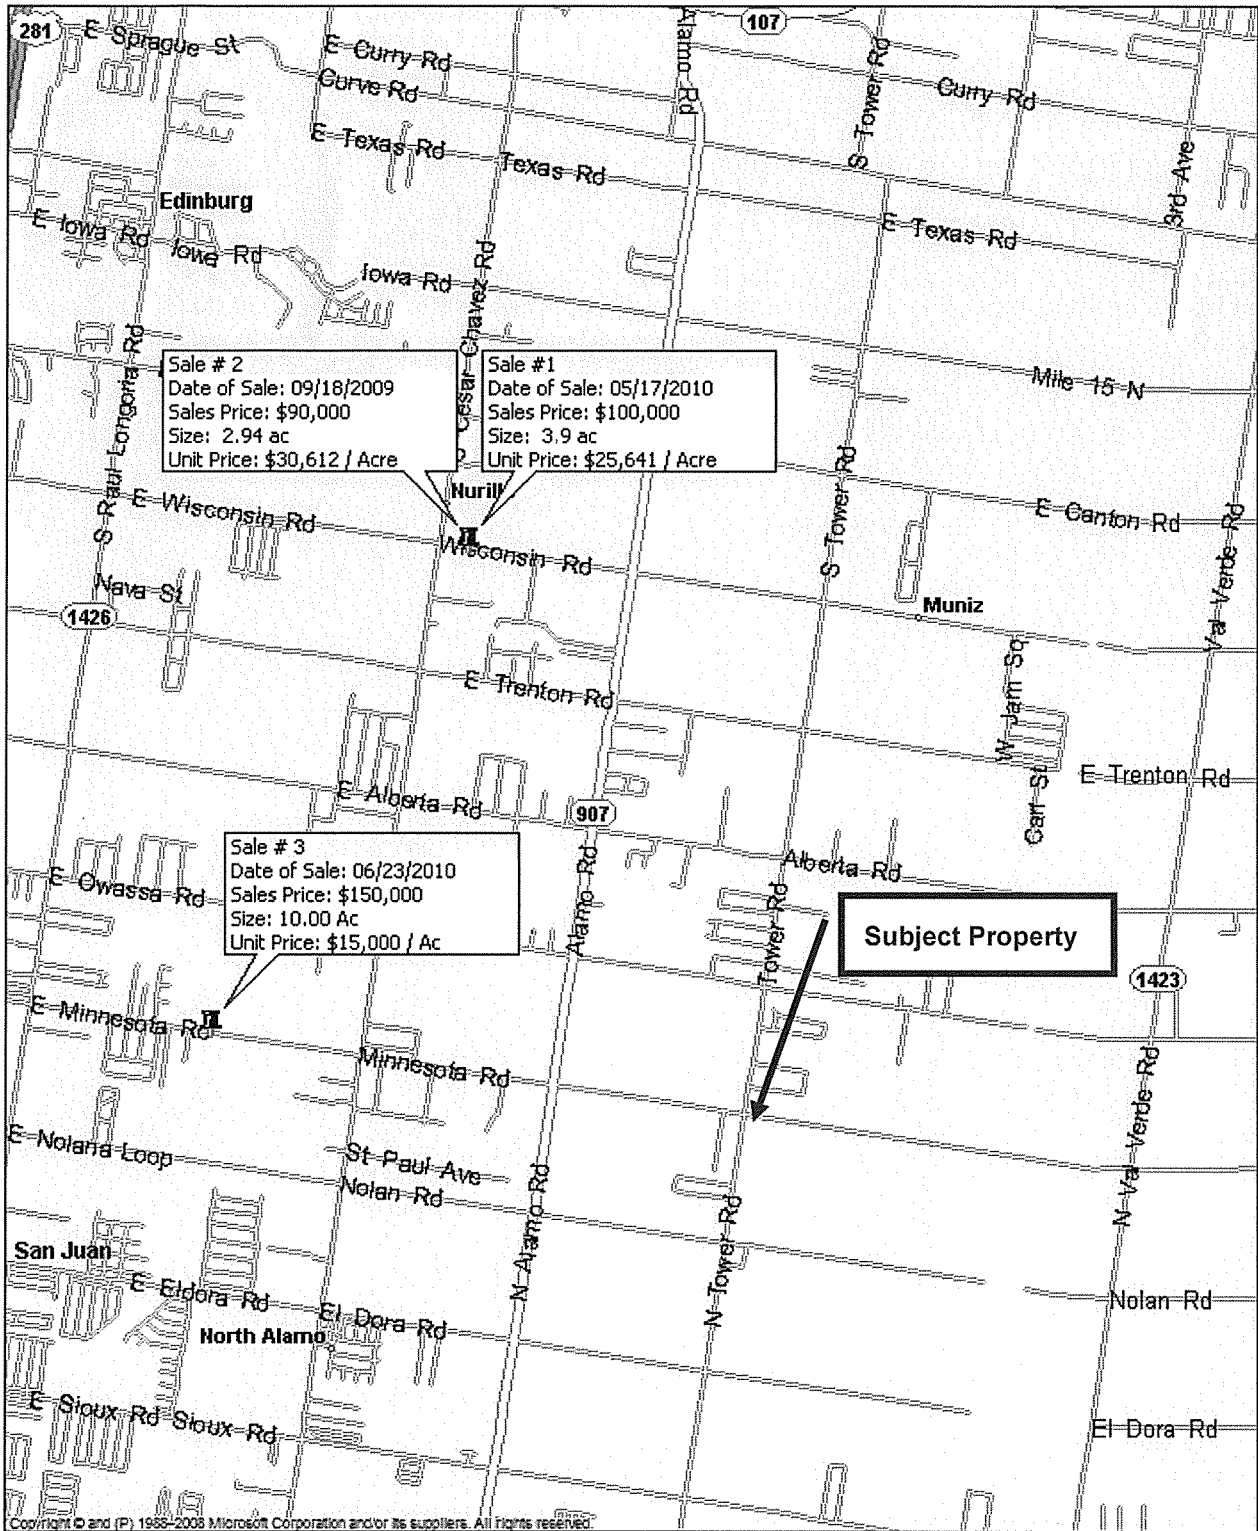 281
E Sprague St
E Curry Rd
Curve Rd
Alamo Rd
107
S Tower Rd
Curry Rd
E Texas Rd
Texas Rd
3rd Ave
Edinburg
E Iowa Rd
Iowa Rd
Iowa Rd
E Texas Rd
S Raul Longoria Rd
S Cesar Chavez Rd
Mile 15 N
Sale # 2
Date of Sale: 09/18/2009
Sales Price: $90,000
Size: 2.94 ac
Unit Price: $30,612 / Acre
Sale #1
Date of Sale: 05/17/2010
Sales Price: $100,000
Size: 3.9 ac
Unit Price: $25,641 / Acre
Nurill
E Wisconsin Rd
Wisconsin Rd
S Tower Rd
E Canton Rd
Val Verde Rd
Nava St
1426
Muniz
E Trenton Rd
W Jam Sq
Carl St
E Trenton Rd
E Alberta Rd
907
Alberta Rd
Sale # 3
Date of Sale: 06/23/2010
Sales Price: $150,000
Size: 10.00 Ac
Unit Price: $15,000 / Ac
E Owassa Rd
Alamo Rd
Tower Rd
Subject Property
1423
E Minnesota Rd
Minnesota Rd
N Val Verde Rd
E Nolana Loop
St Paul Ave
Nolan Rd
N Alamo Rd
N Tower Rd
San Juan
E Eldora Rd
El Dora Rd
North Alamo
Nolan Rd
E Sioux Rd
Sioux Rd
El Dora Rd
Copyright © and (P) 1988-2008 Microsoft Corporation and/or its suppliers. All rights reserved.